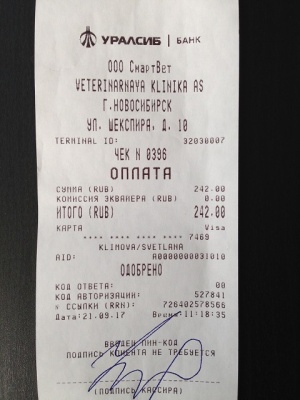 УРАЛСИБ | БАНК
ООО СмартВет
VETERINARNAYA KLINIKA AS
Г.НОВОСИБИРСК
УЛ. ШЕКСПИРА, Д. 10
TERMINAL ID: 32030007
ЧЕК N 0396
ОПЛАТА
СУММА (RUB) 242.00
КОМИССИЯ ЭКВАЙЕРА (RUB) 0.00
ИТОГО (RUB) 242.00
КАРТА Visa
**** **** **** 7469
KLIMOVA/SVETLANA
AID: A0000000031010
ОДОБРЕНО
КОД ОТВЕТА: 00
КОД АВТОРИЗАЦИИ: 527841
N ССЫЛКИ (RRN): 726402578566
Дата:21.09.17 Время:11:18:35
ВВЕДЕН ПИН-КОД
ПОДПИСЬ КЛИЕНТА НЕ ТРЕБУЕТСЯ
(ПОДПИСЬ КАССИРА)